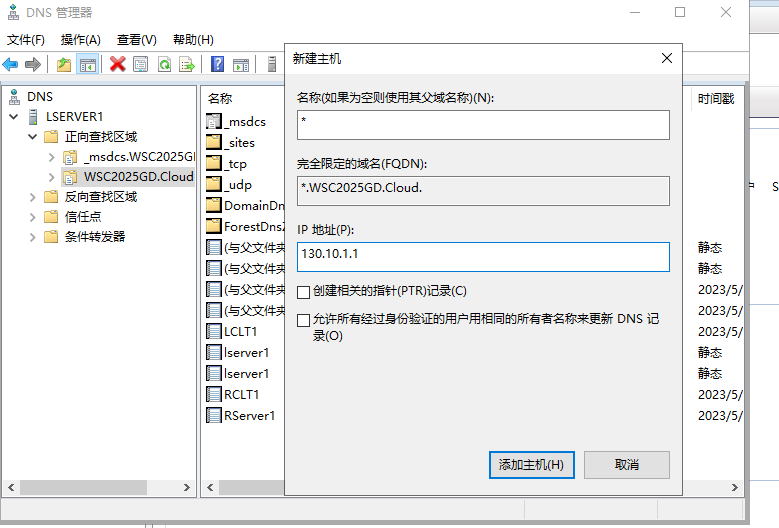 DNS 管理器
文件(F) 操作(A) 查看(V) 帮助(H)
DNS
LSERVER1
正向查找区域
_msdcs.WSC2025GI
WSC2025GD.Cloud
反向查找区域
信任点
条件转发器
名称
_msdcs
_sites
_tcp
_udp
DomainDn
ForestDnsZ
(与父文件夹
(与父文件夹
(与父文件夹
(与父文件夹
LCLT1
lserver1
lserver1
RCLT1
RServer1
新建主机
名称(如果为空则使用其父域名称)(N):
*
完全限定的域名(FQDN):
*.WSC2025GD.Cloud.
IP 地址(P):
130.10.1.1
创建相关的指针(PTR)记录(C)
允许所有经过身份验证的用户用相同的所有者名称来更新 DNS 记
录(O)
添加主机(H) 取消
时间戳
静态
静态
2023/5/
2023/5/
2023/5/
静态
静态
2023/5/
2023/5/
S